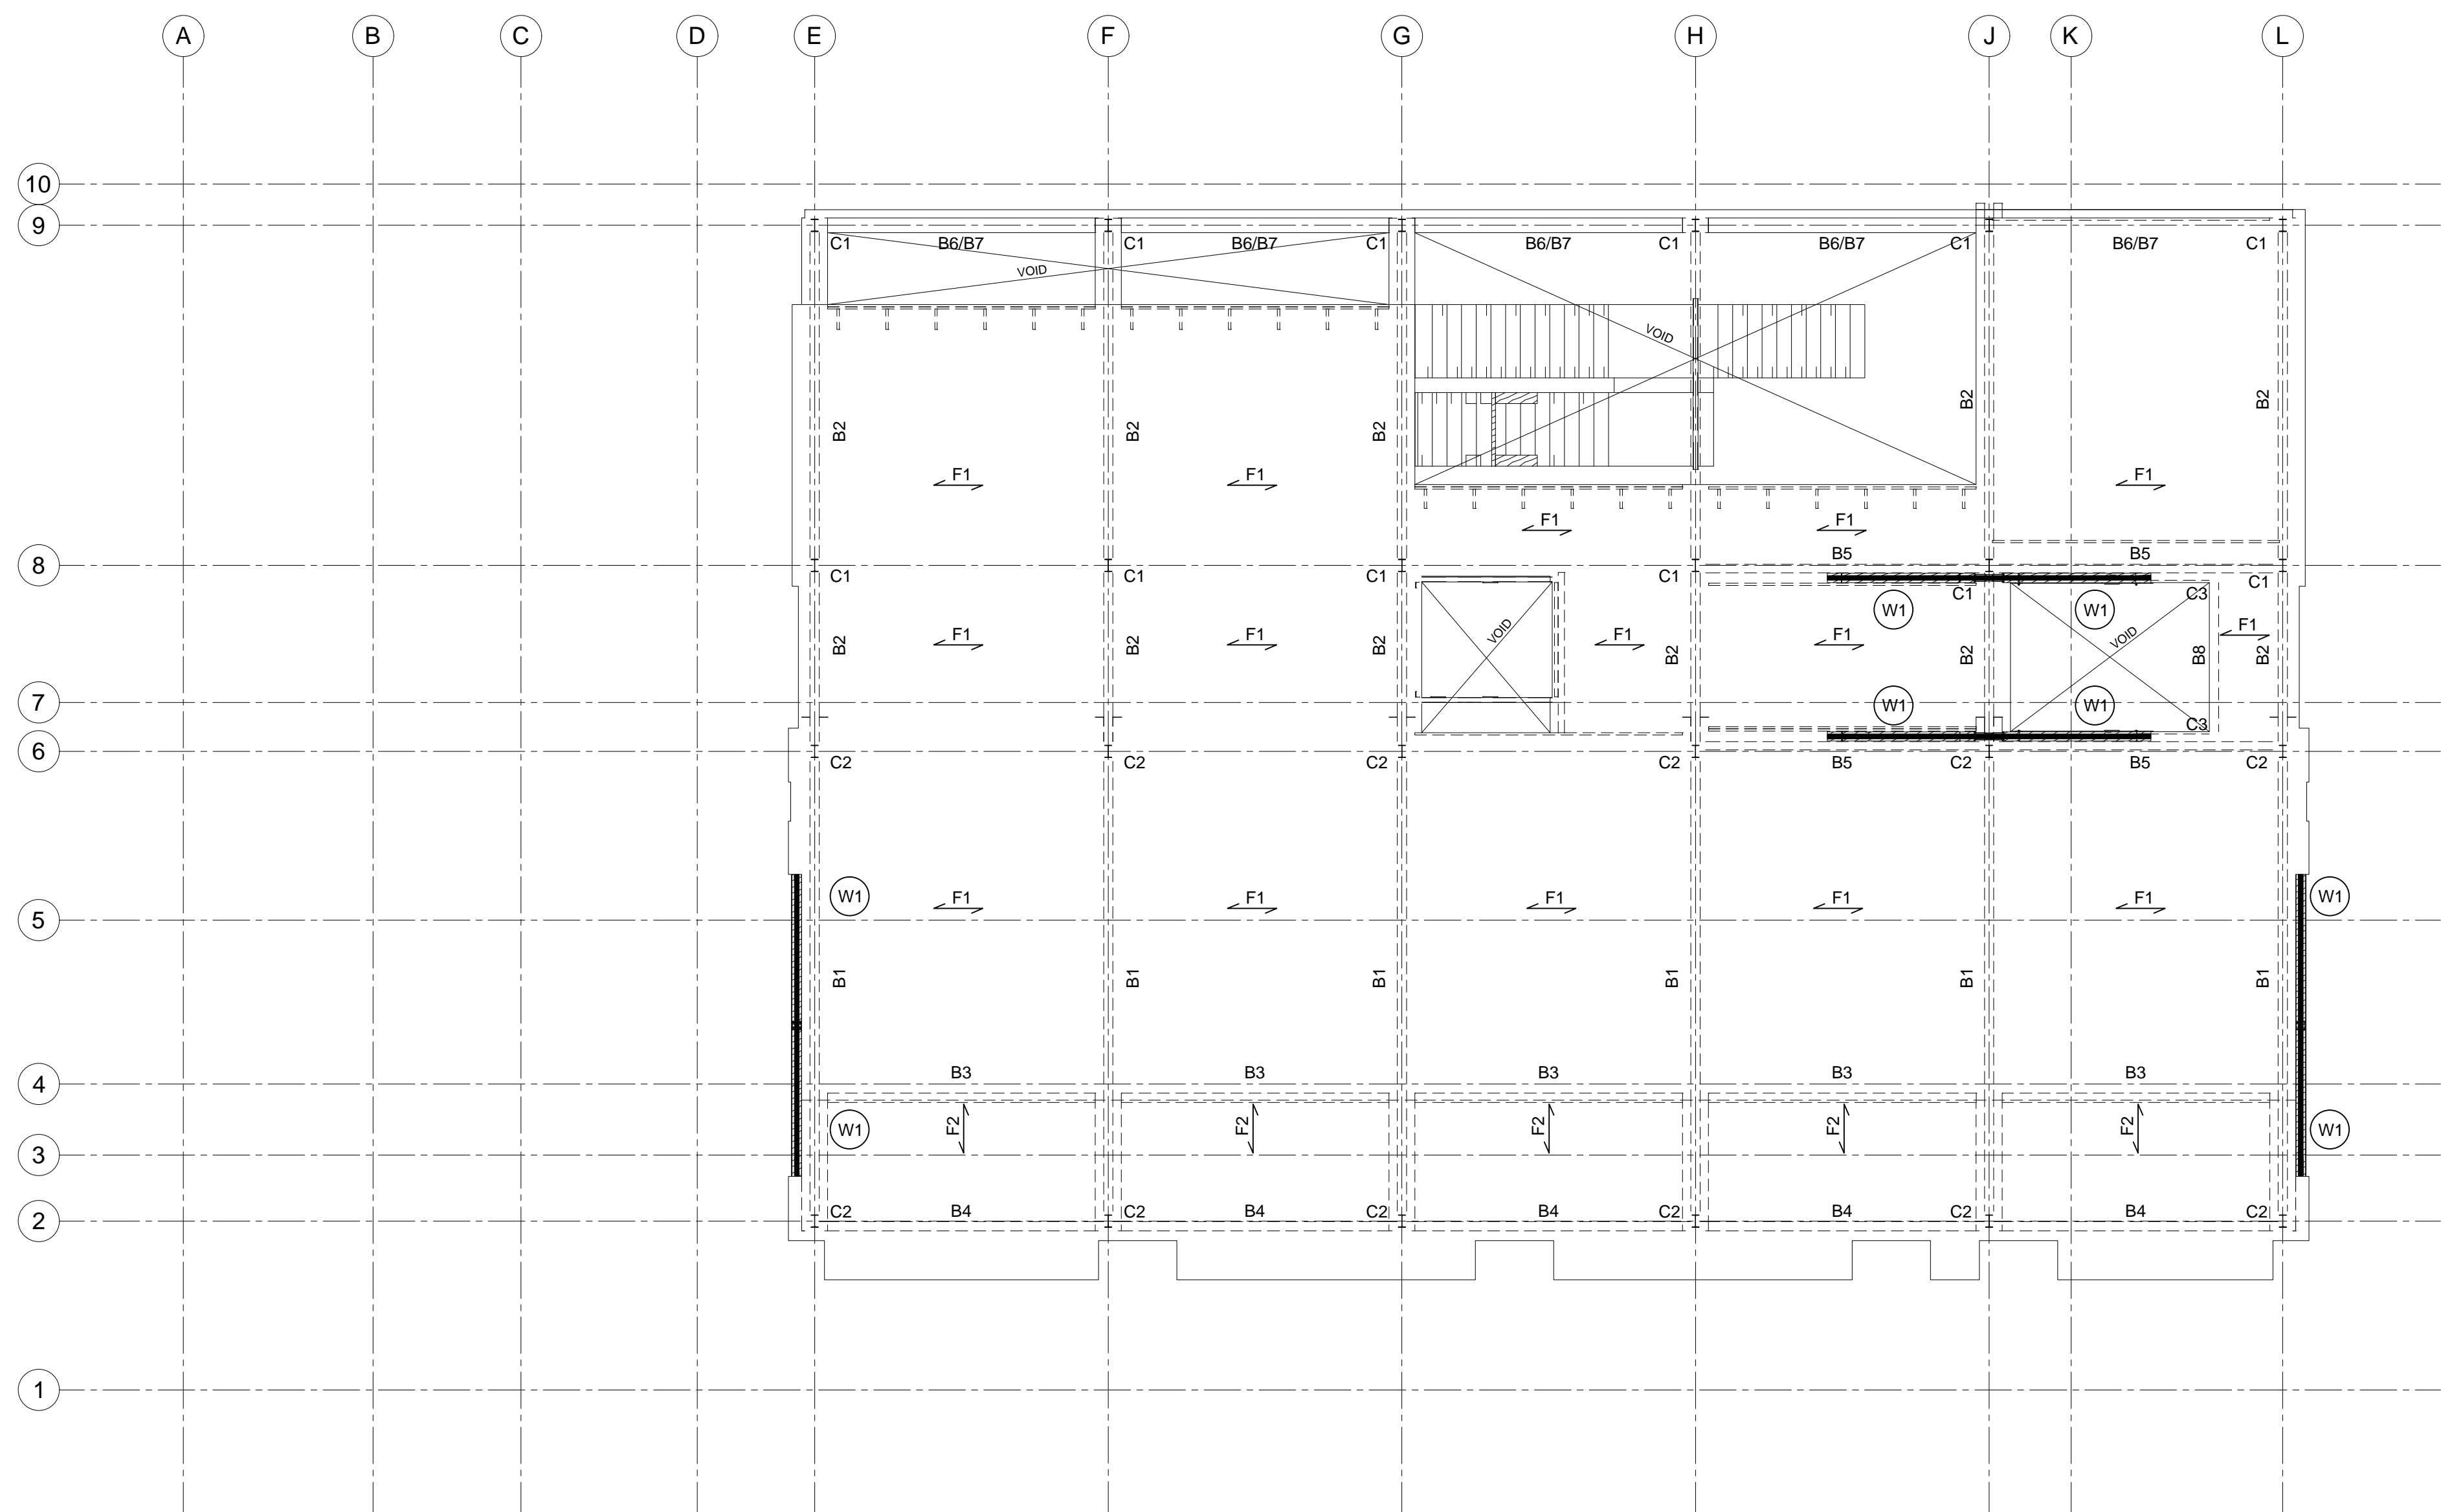 A B C D E F G H J K L
10
9
C1 B6/B7 C1 B6/B7 C1 B6/B7 C1 B6/B7 C1 B6/B7 C1
VOID
VOID
B2 B2
B2 B2 B2
F1 F1 F1
F1 F1
B5 B5
8
C1 C1 C1 C1 C1 C1
C3
W1 W1
VOID VOID
F1 F1 F1 F1 F1
B2 B2 B2 B2 B2 B8 B2
7
W1 W1
C3
6
C2 C2 C2 C2 B5 C2 B5 C2
W1 F1 F1 F1 F1 F1 W1
5
B1 B1 B1 B1 B1 B1
B3 B3 B3 B3 B3
4
W1 F2 F2 F2 F2 F2 W1
3
C2 B4 C2 B4 C2 B4 C2 B4 C2 B4 C2
2
1